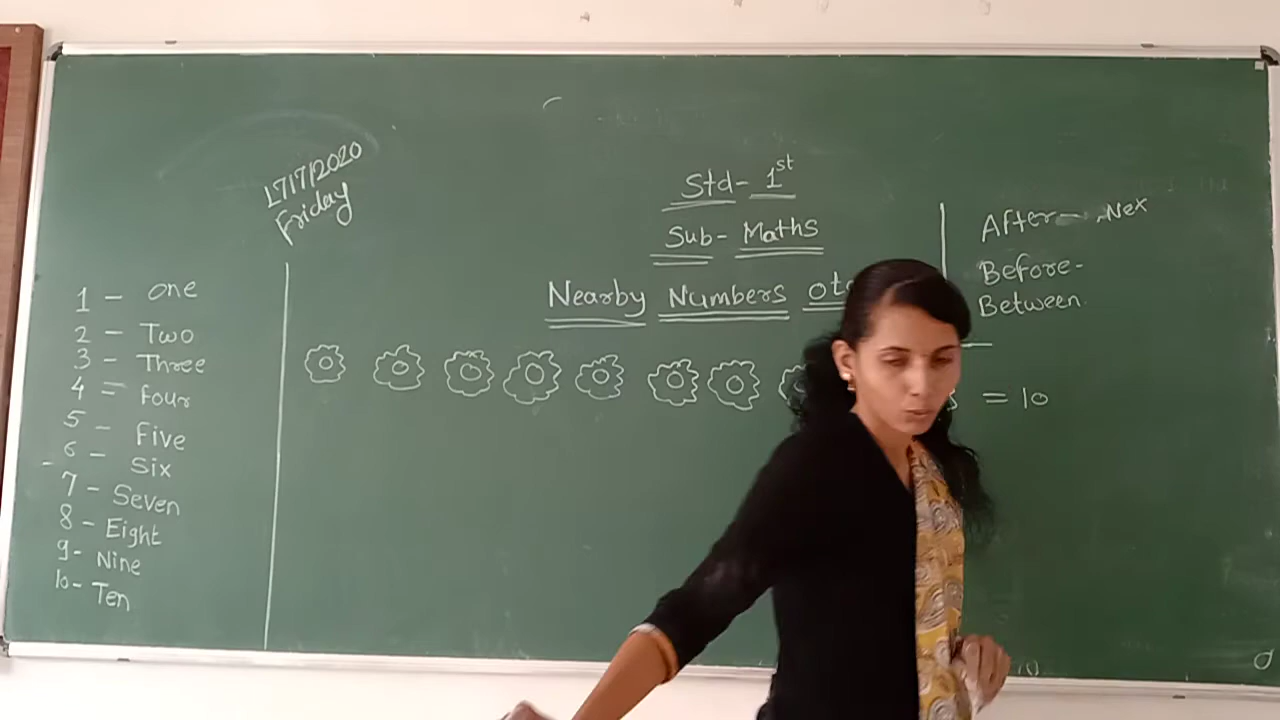 17/7/2020
Friday
Std- 1st
Sub- Maths
Nearby Numbers
1 - one
2 - Two
3 - Three
4 - Four
5 - Five
6 - Six
7 - Seven
8 - Eight
9- Nine
10- Ten
After- Nex
Before-
Between
= 10